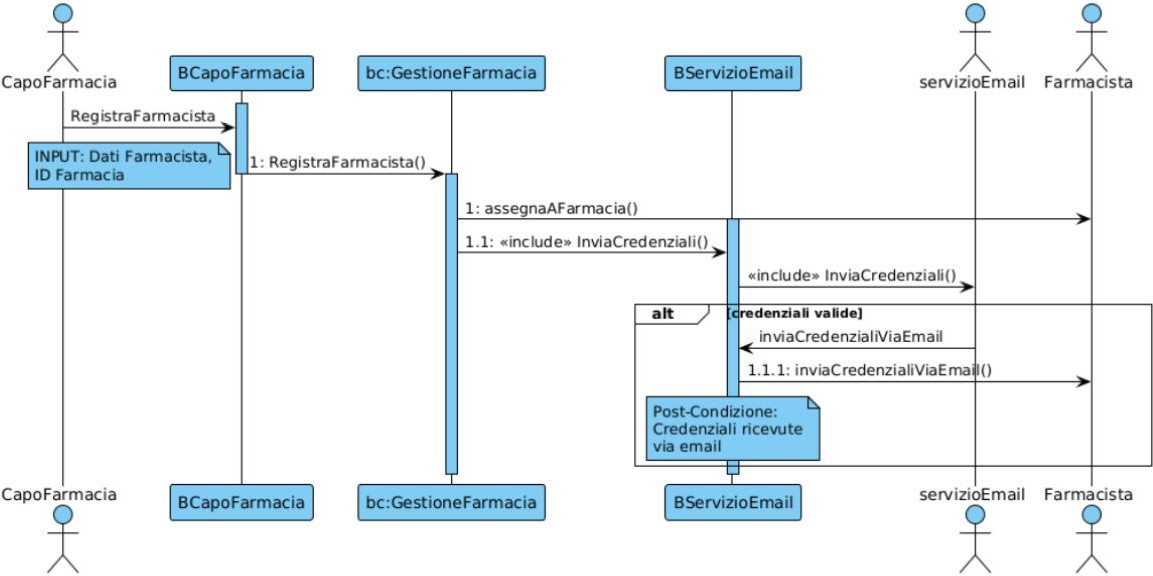 CapoFarmacia
BCapoFarmacia
bc:GestioneFarmacia
BServizioEmail
servizioEmail
Farmacista
RegistraFarmacista
INPUT: Dati Farmacista,
ID Farmacia
1: RegistraFarmacista()
1: assegnaAFarmacia()
1.1: «include» InviaCredenziali()
«include» InviaCredenziali()
alt
[credenziali valide]
inviaCredenzialiViaEmail
1.1.1: inviaCredenzialiViaEmail()
Post-Condizione:
Credenziali ricevute
via email
CapoFarmacia
BCapoFarmacia
bc:GestioneFarmacia
BServizioEmail
servizioEmail
Farmacista